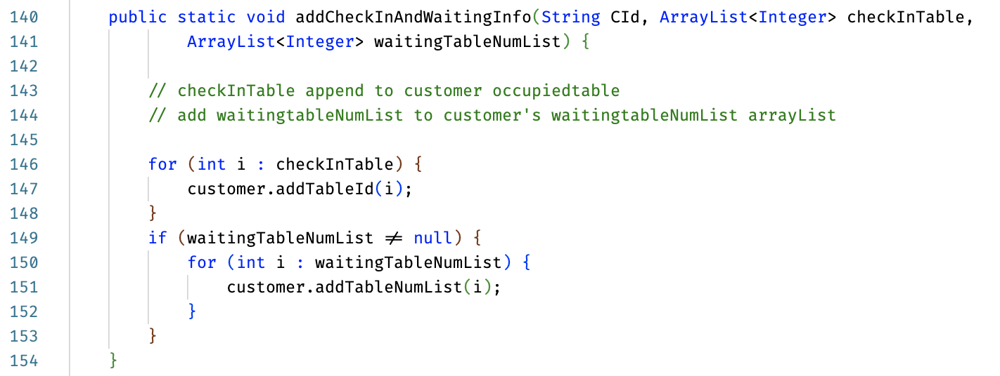 140 public static void addCheckInAndWaitingInfo(String CId, ArrayList<Integer> checkInTable,
141 ArrayList<Integer> waitingTableNumList) {
142
143 // checkInTable append to customer occupiedtable
144 // add waitingtableNumList to customer's waitingtableNumList arrayList
145
146 for (int i : checkInTable) {
147 customer.addTableId(i);
148 }
149 if (waitingTableNumList ≠ null) {
150 for (int i : waitingTableNumList) {
151 customer.addTableNumList(i);
152 }
153 }
154 }